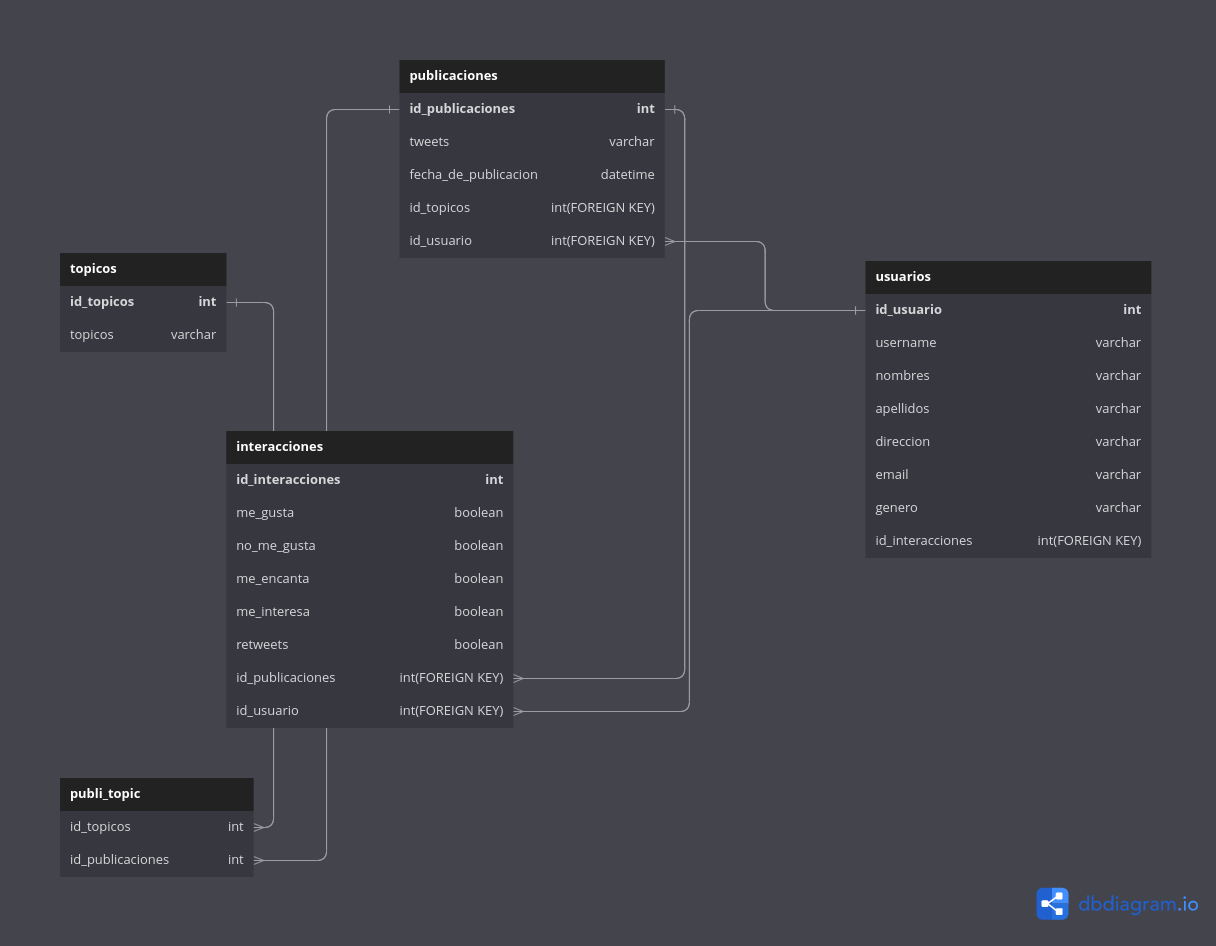 publicaciones
id_publicaciones int
tweets varchar
fecha_de_publicacion datetime
id_topicos int(FOREIGN KEY)
id_usuario int(FOREIGN KEY)
topicos
id_topicos int
topicos varchar
usuarios
id_usuario int
username varchar
nombres varchar
apellidos varchar
direccion varchar
email varchar
genero varchar
id_interacciones int(FOREIGN KEY)
interacciones
id_interacciones int
me_gusta boolean
no_me_gusta boolean
me_encanta boolean
me_interesa boolean
retweets boolean
id_publicaciones int(FOREIGN KEY)
id_usuario int(FOREIGN KEY)
publi_topic
id_topicos int
id_publicaciones int
dbdiagram.io